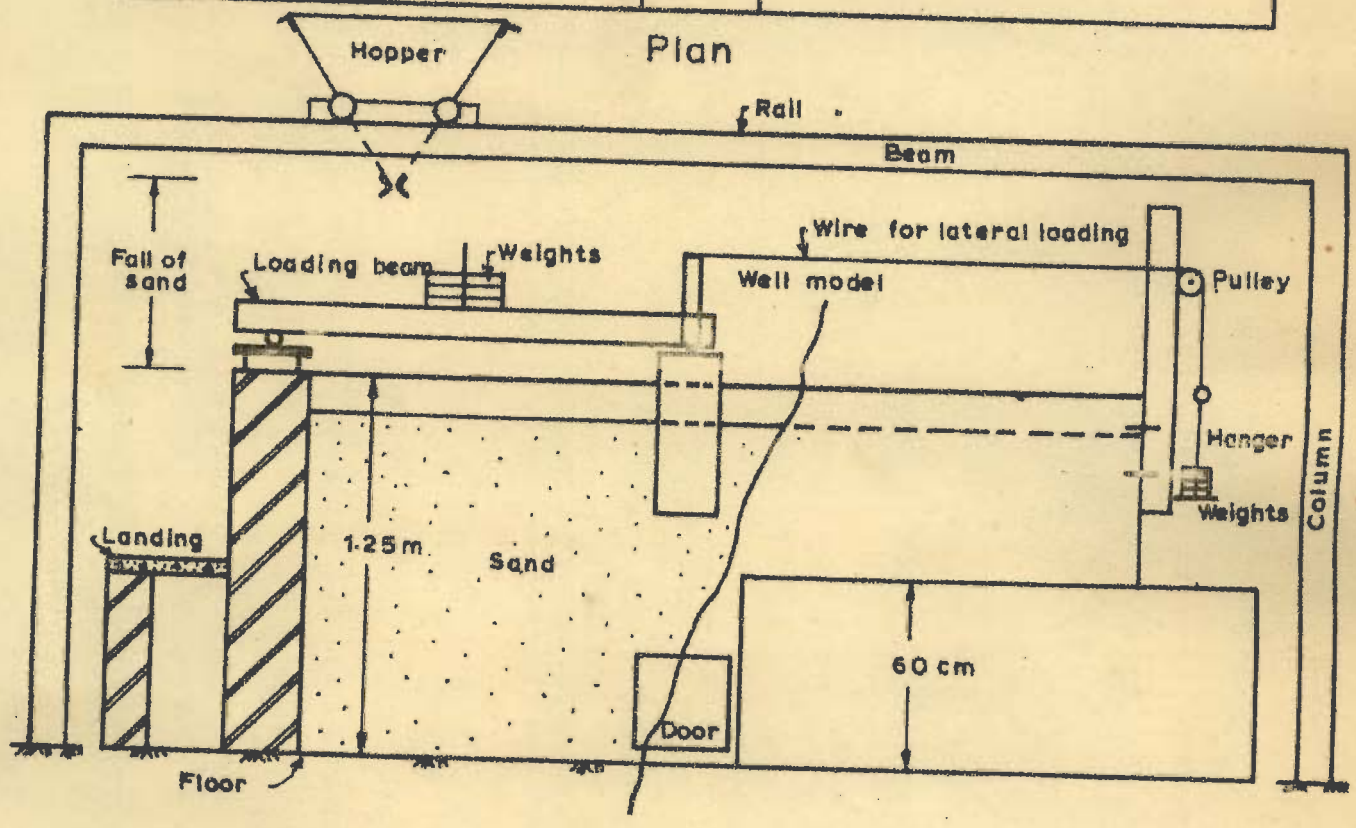 Plan
Hopper
Rail
Beam
Wire for lateral loading
Fall of
sand
Loading beam
Weights
Well model
Pulley
Hanger
Weights
Column
Landing
1.25m
Sand
60 cm
Door
Floor